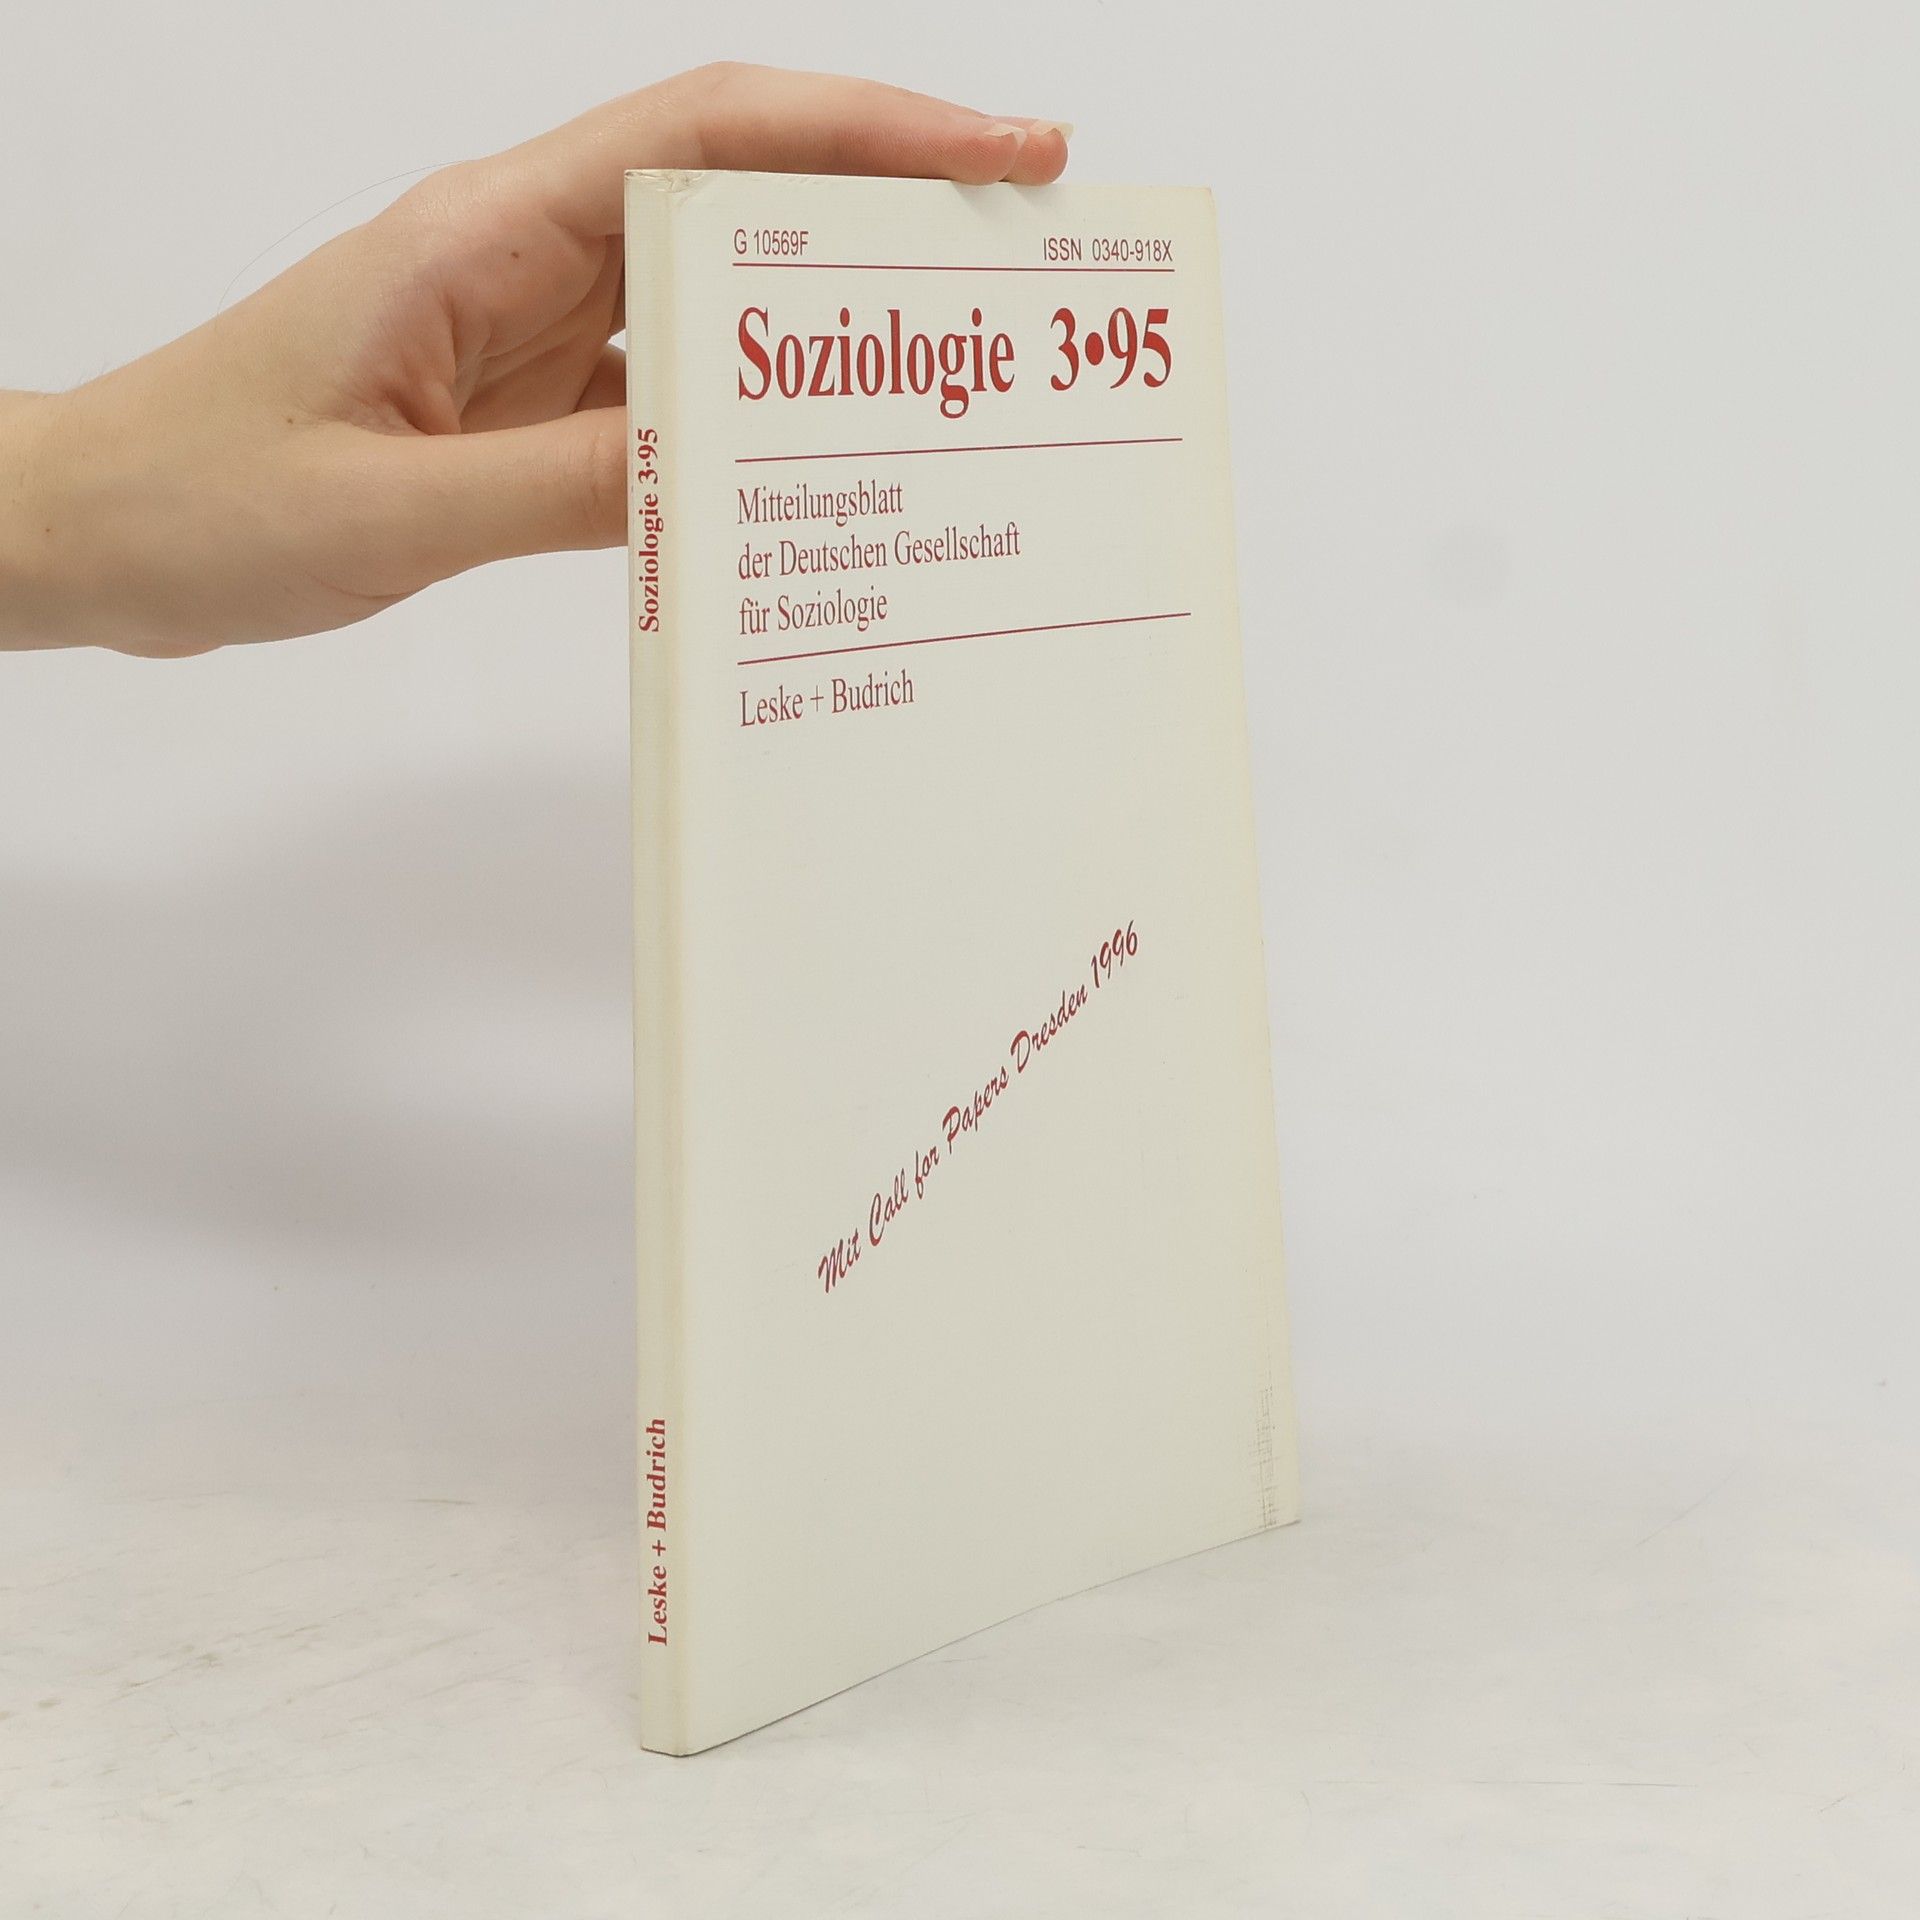 G 10569F
ISSN 0340-918X
Soziologie 3•95
Mitteilungsblatt
der Deutschen Gesellschaft
für Soziologie
Leske + Budrich
Mit Call for Papers Dresden 1996
Soziologie 3•95
Leske + Budrich